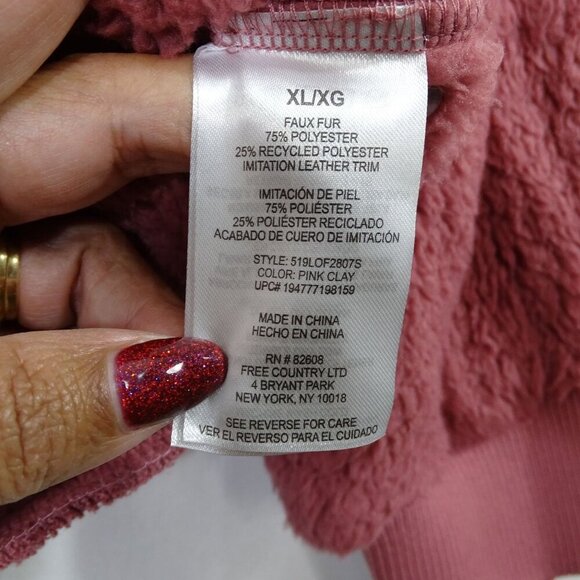 XL/XG
FAUX FUR
75% POLYESTER
25% RECYCLED POLYESTER
IMITATION LEATHER TRIM
IMITACIÓN DE PIEL
75% POLIÉSTER
25% POLIÉSTER RECICLADO
ACABADO DE CUERO DE IMITACIÓN
STYLE: 519LOF2807S
COLOR: PINK CLAY
UPC# 194777198159
MADE IN CHINA
HECHO EN CHINA
RN # 82608
FREE COUNTRY LTD
4 BRYANT PARK
NEW YORK, NY 10018
SEE REVERSE FOR CARE
VER EL REVERSO PARA EL CUIDADO